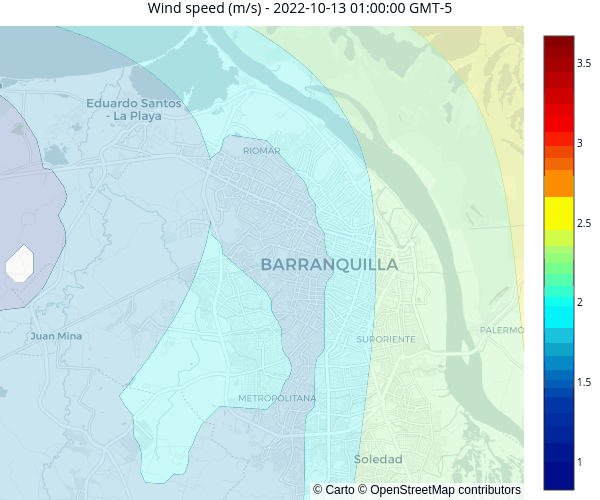 Wind speed (m/s) - 2022-10-13 01:00:00 GMT-5
Eduardo Santos
- La Playa
RIOMAR
BARRANQUILLA
Juan Mina
SURORIENTE
PALERMO
METROPOLITANA
Soledad
© Carto © OpenStreetMap contributors
3.5
3
2.5
2
1.5
1